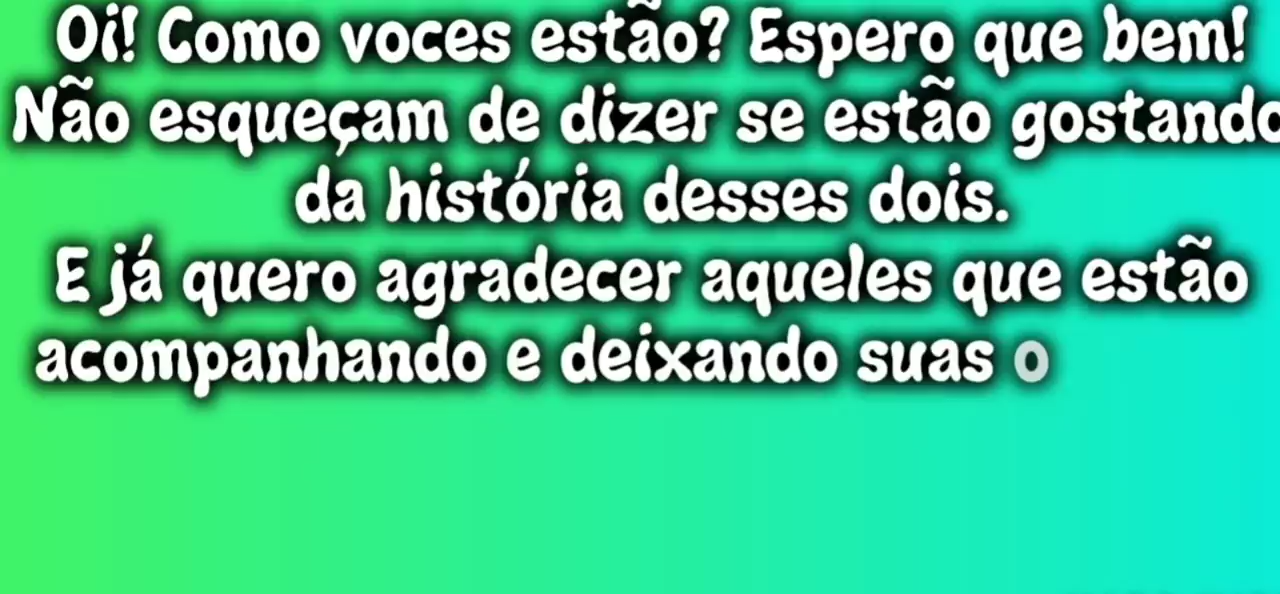 Oi! Como voces estão? Espero que bem!
Não esqueçam de dizer se estão gostando
da história desses dois.
E já quero agradecer aqueles que estão
acompanhando e deixando suas o